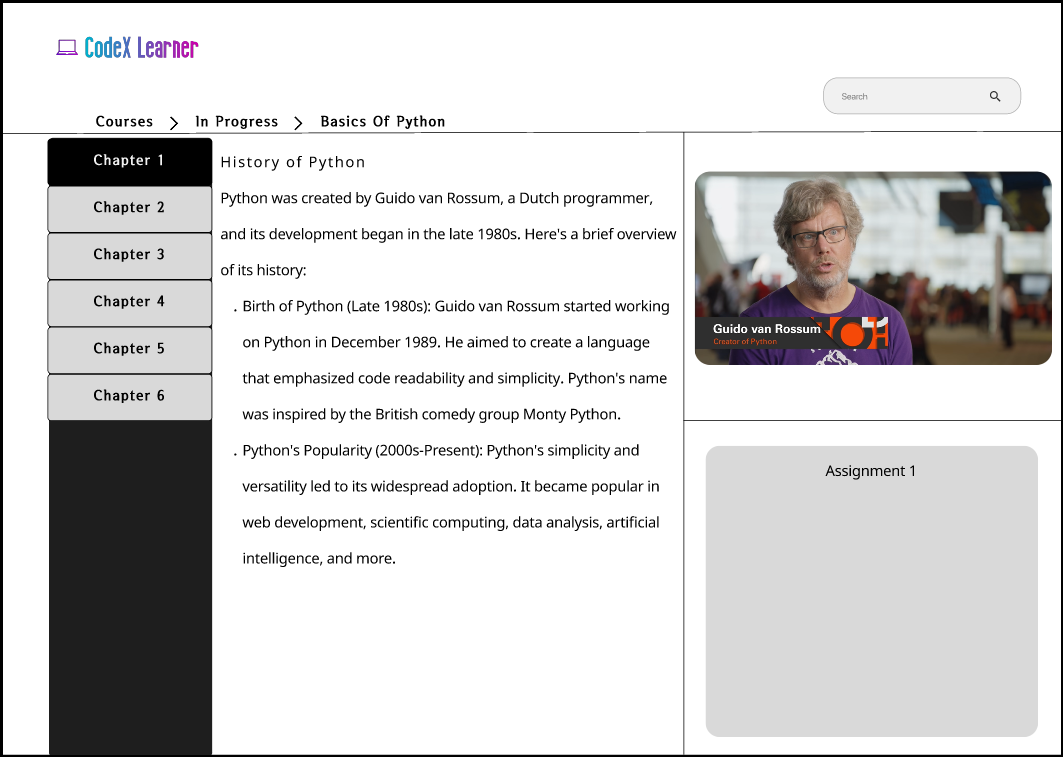 CodeX Learner
Search
Courses > In Progress > Basics Of Python
Chapter 1
Chapter 2
Chapter 3
Chapter 4
Chapter 5
Chapter 6
History of Python
Python was created by Guido van Rossum, a Dutch programmer,
and its development began in the late 1980s. Here's a brief overview
of its history:
. Birth of Python (Late 1980s): Guido van Rossum started working
on Python in December 1989. He aimed to create a language
that emphasized code readability and simplicity. Python's name
was inspired by the British comedy group Monty Python.
. Python's Popularity (2000s-Present): Python's simplicity and
versatility led to its widespread adoption. It became popular in
web development, scientific computing, data analysis, artificial
intelligence, and more.
Guido van Rossum
Creator of Python
Assignment 1